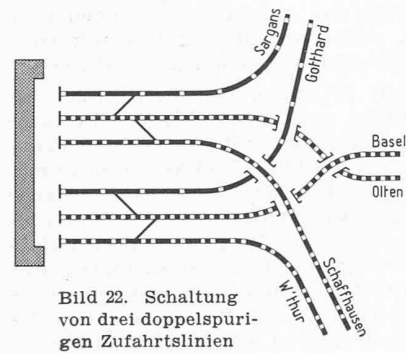 Sargans
Gotthard
Basel
Olten
Schaffhausen
W'thur
Bild 22. Schaltung
von drei doppelspuri-
gen Zufahrtslinien